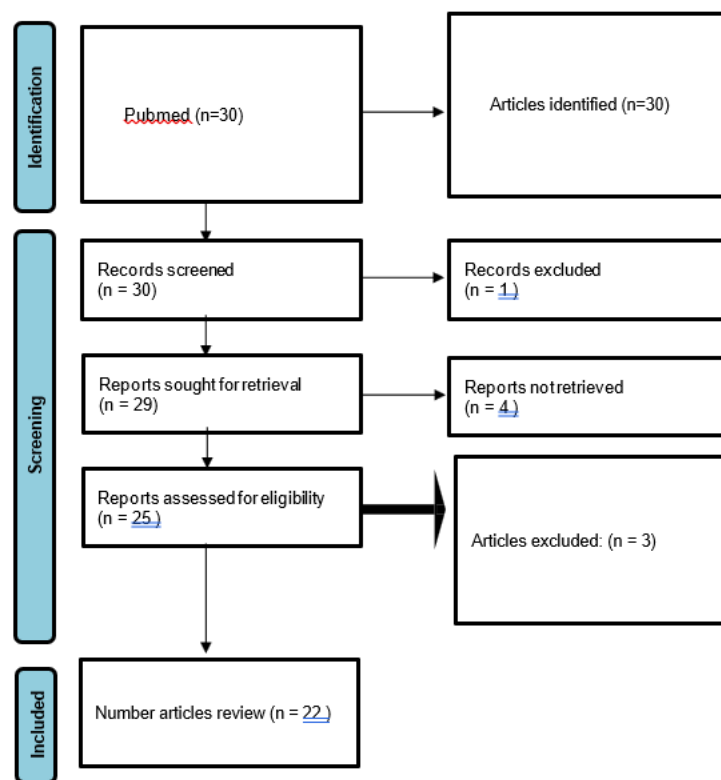 Identification
Pubmed (n=30)
Articles identified (n=30)
Screening
Records screened
(n = 30)
Records excluded
(n = 1 )
Reports sought for retrieval
(n = 29)
Reports not retrieved
(n = 4 )
Reports assessed for eligibility
(n = 25 )
Articles excluded: (n = 3)
Included
Number articles review (n = 22 )